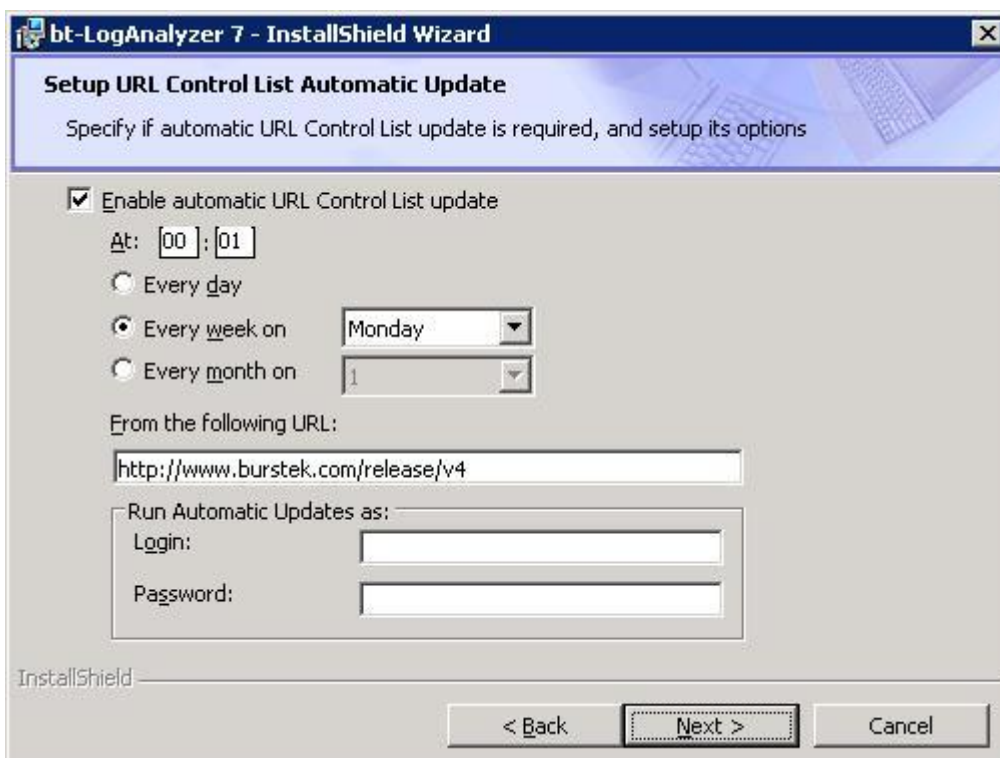 bt-LogAnalyzer 7 - InstallShield Wizard
Setup URL Control List Automatic Update
Specify if automatic URL Control List update is required, and setup its options
Enable automatic URL Control List update
At: 00 : 01
Every day
Every week on Monday
Every month on 1
From the following URL:
http://www.burstek.com/release/v4
Run Automatic Updates as:
Login:
Password:
InstallShield
< Back Next > Cancel